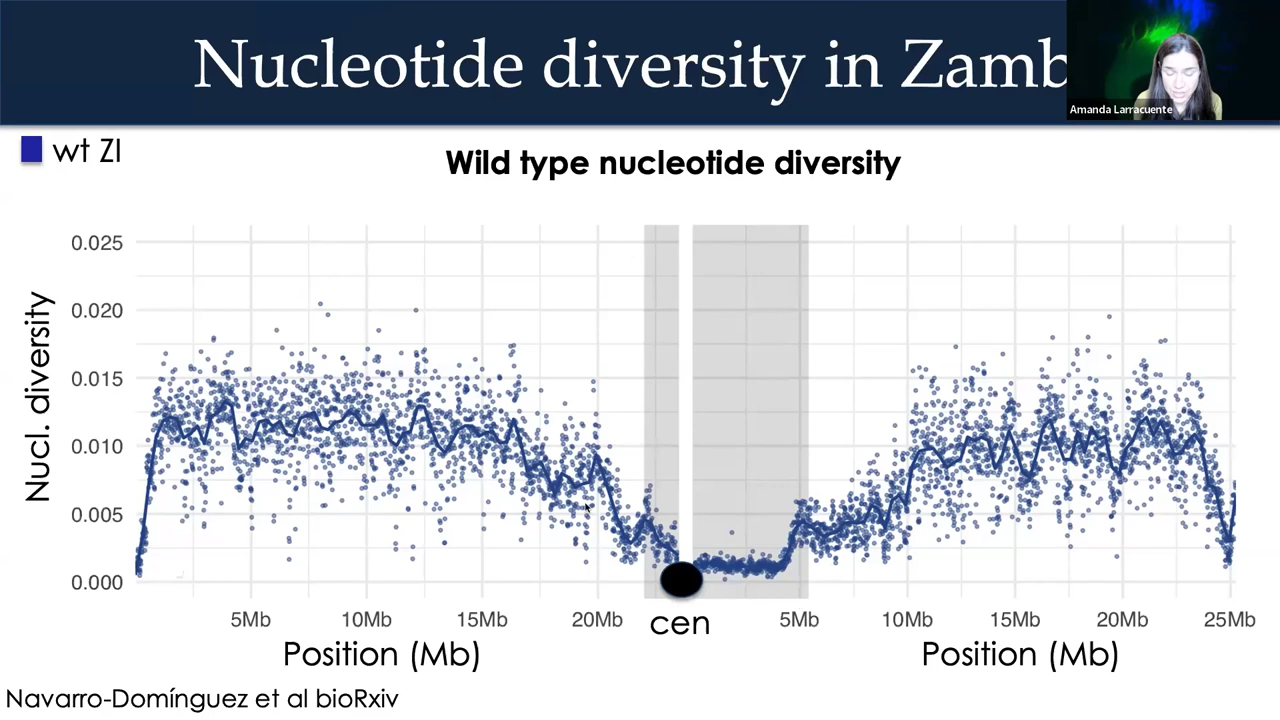 Nucleotide diversity in Zamb
Amanda Larracuente
wt ZI
Wild type nucleotide diversity
Nucl. diversity
0.025
0.020
0.015
0.010
0.005
0.000
5Mb 10Mb 15Mb 20Mb cen 5Mb 10Mb 15Mb 20Mb 25Mb
Position (Mb) Position (Mb)
Navarro-Domínguez et al bioRxiv